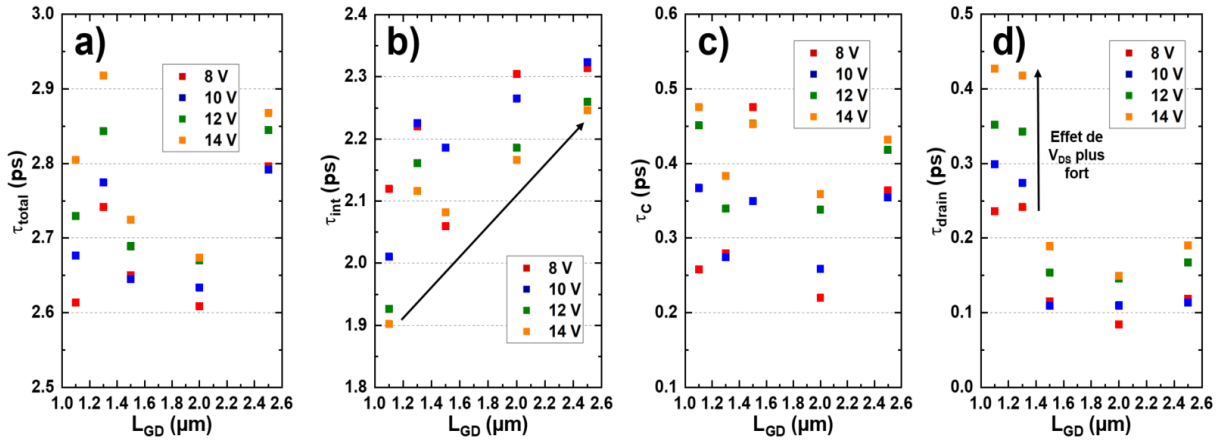 a)
3.0
2.9
2.8
2.7
2.6
2.5
τtotal (ps)
8 V
10 V
12 V
14 V
1.0 1.2 1.4 1.6 1.8 2.0 2.2 2.4 2.6
LGD (µm)
b)
2.4
2.3
2.2
2.1
2.0
1.9
1.8
τint (ps)
8 V
10 V
12 V
14 V
1.0 1.2 1.4 1.6 1.8 2.0 2.2 2.4 2.6
LGD (µm)
c)
0.6
0.5
0.4
0.3
0.2
0.1
τC (ps)
8 V
10 V
12 V
14 V
1.0 1.2 1.4 1.6 1.8 2.0 2.2 2.4 2.6
LGD (µm)
d)
0.5
0.4
0.3
0.2
0.1
0.0
τdrain (ps)
8 V
10 V
12 V
14 V
Effet de
VDS plus
fort
1.0 1.2 1.4 1.6 1.8 2.0 2.2 2.4 2.6
LGD (µm)